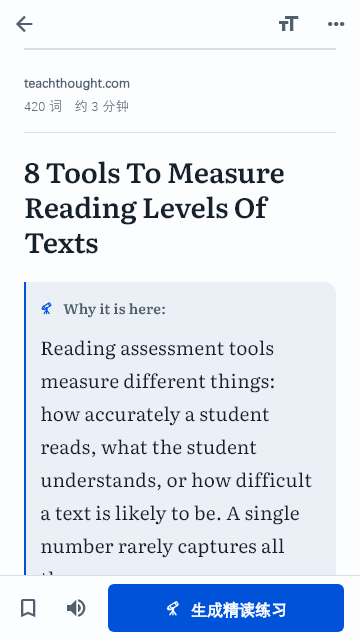 teachthought.com
420 词 约 3 分钟
8 Tools To Measure
Reading Levels Of
Texts
Why it is here:
Reading assessment tools
measure different things:
how accurately a student
reads, what the student
understands, or how difficult
a text is likely to be. A single
number rarely captures all
生成精读练习